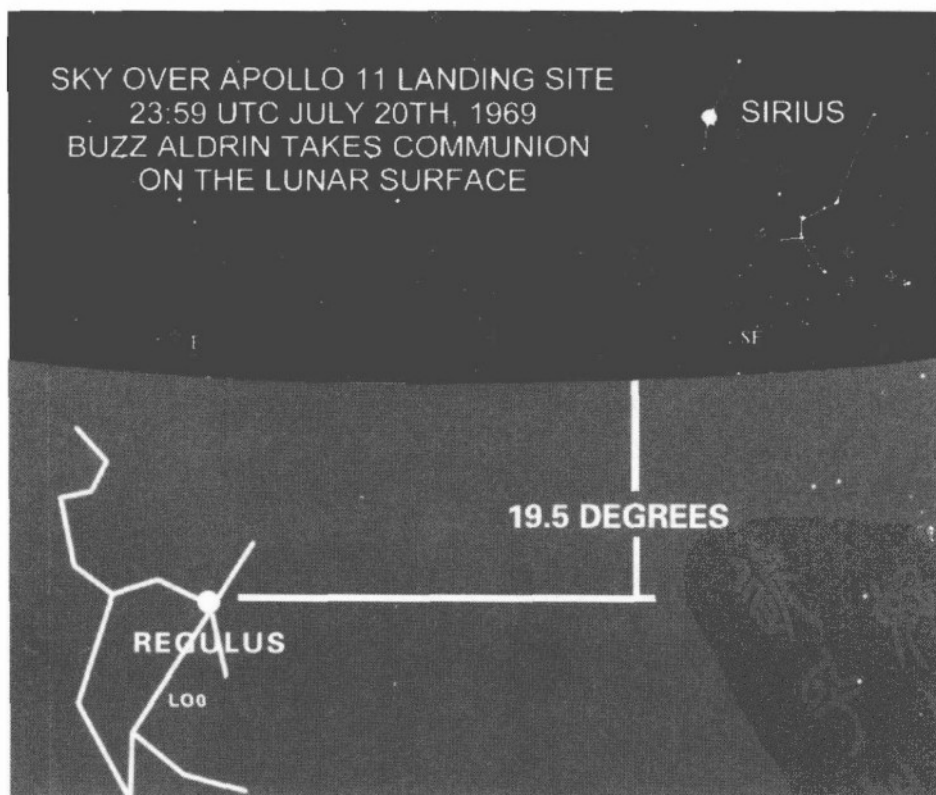 SKY OVER APOLLO 11 LANDING SITE
23:59 UTC JULY 20TH, 1969
BUZZ ALDRIN TAKES COMMUNION
ON THE LUNAR SURFACE
SIRIUS
E
SE
19.5 DEGREES
REGULUS
LOO